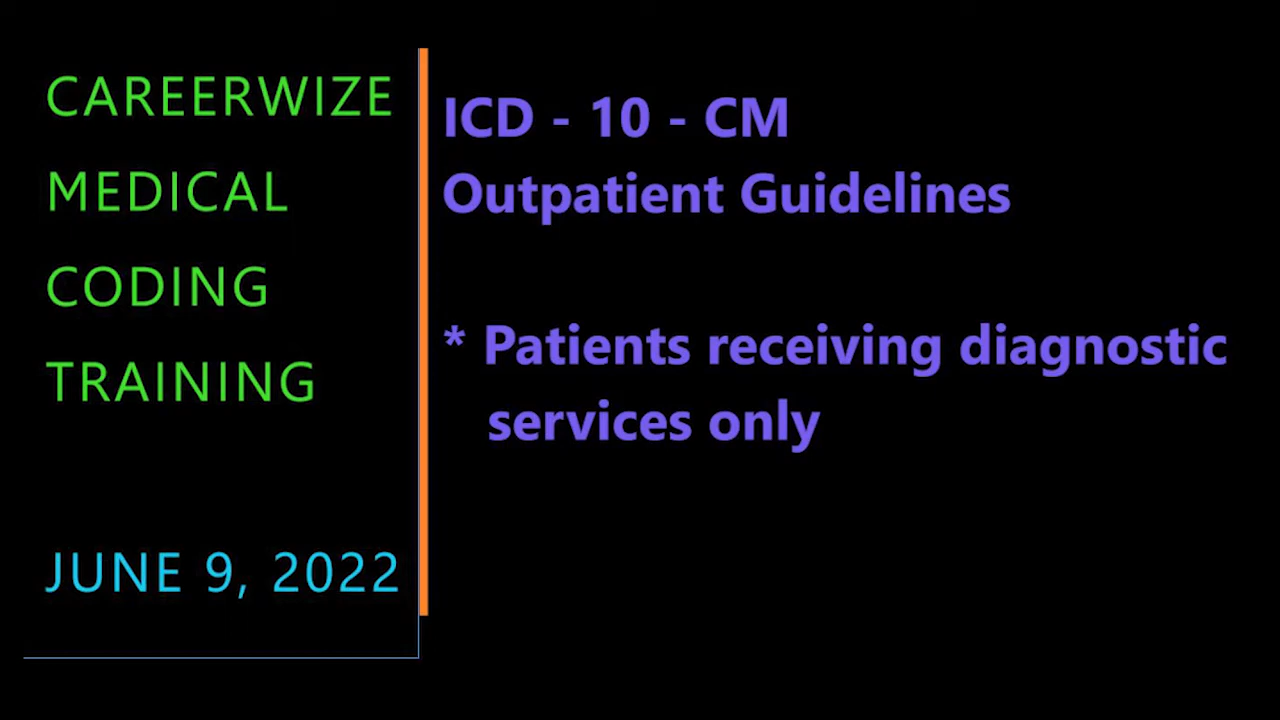 CAREERWIZE
MEDICAL
CODING
TRAINING
JUNE 9, 2022
ICD - 10 - CM
Outpatient Guidelines
* Patients receiving diagnostic
services only